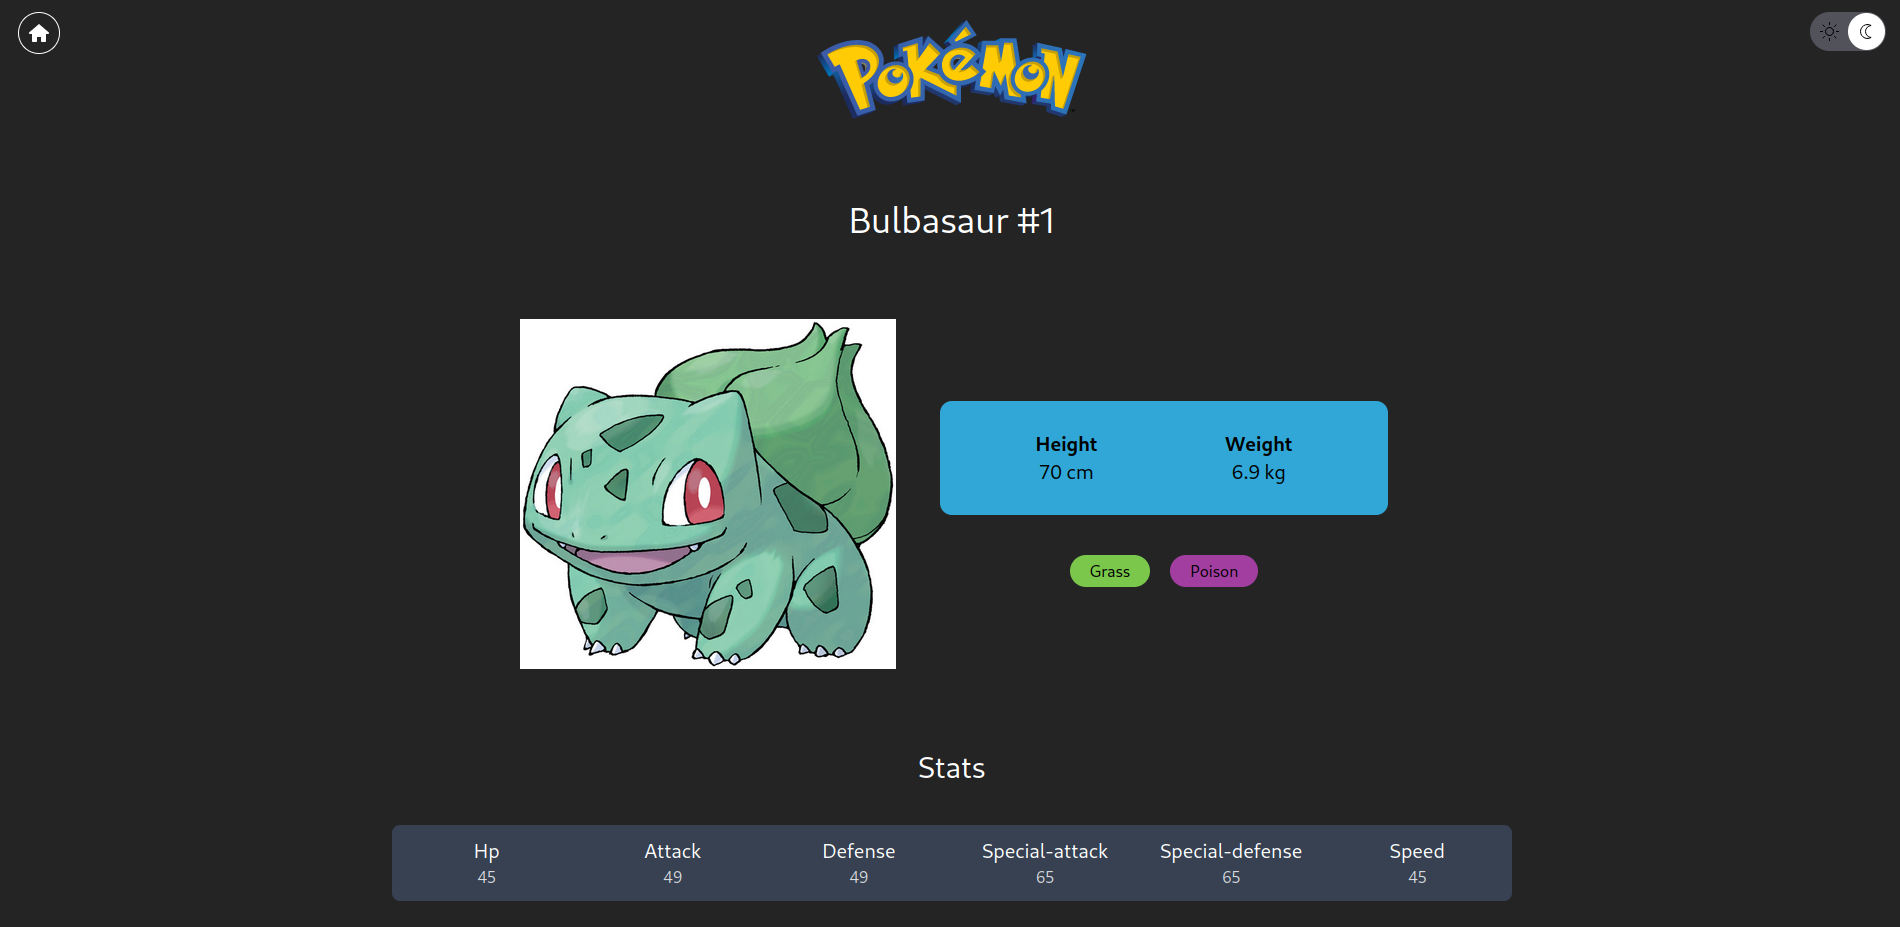 POKéMON
Bulbasaur #1
Height Weight
70 cm 6.9 kg
Grass Poison
Stats
Hp Attack Defense Special-attack Special-defense Speed
45 49 49 65 65 45